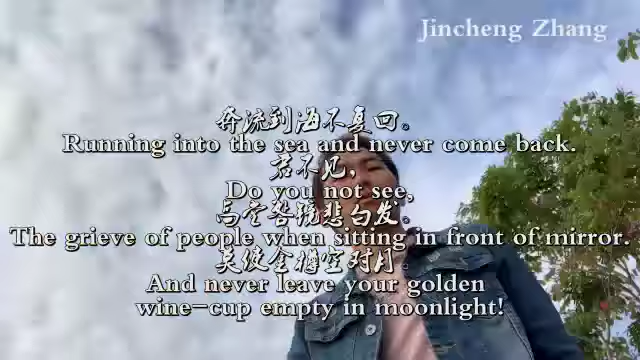 Jincheng Zhang
奔流到海不复回。
Running into the sea and never come back.
君不见，
Do you not see,
高堂明镜悲白发。
The grieve of people when sitting in front of mirror.
莫使金樽空对月。
And never leave your golden
wine-cup empty in moonlight!